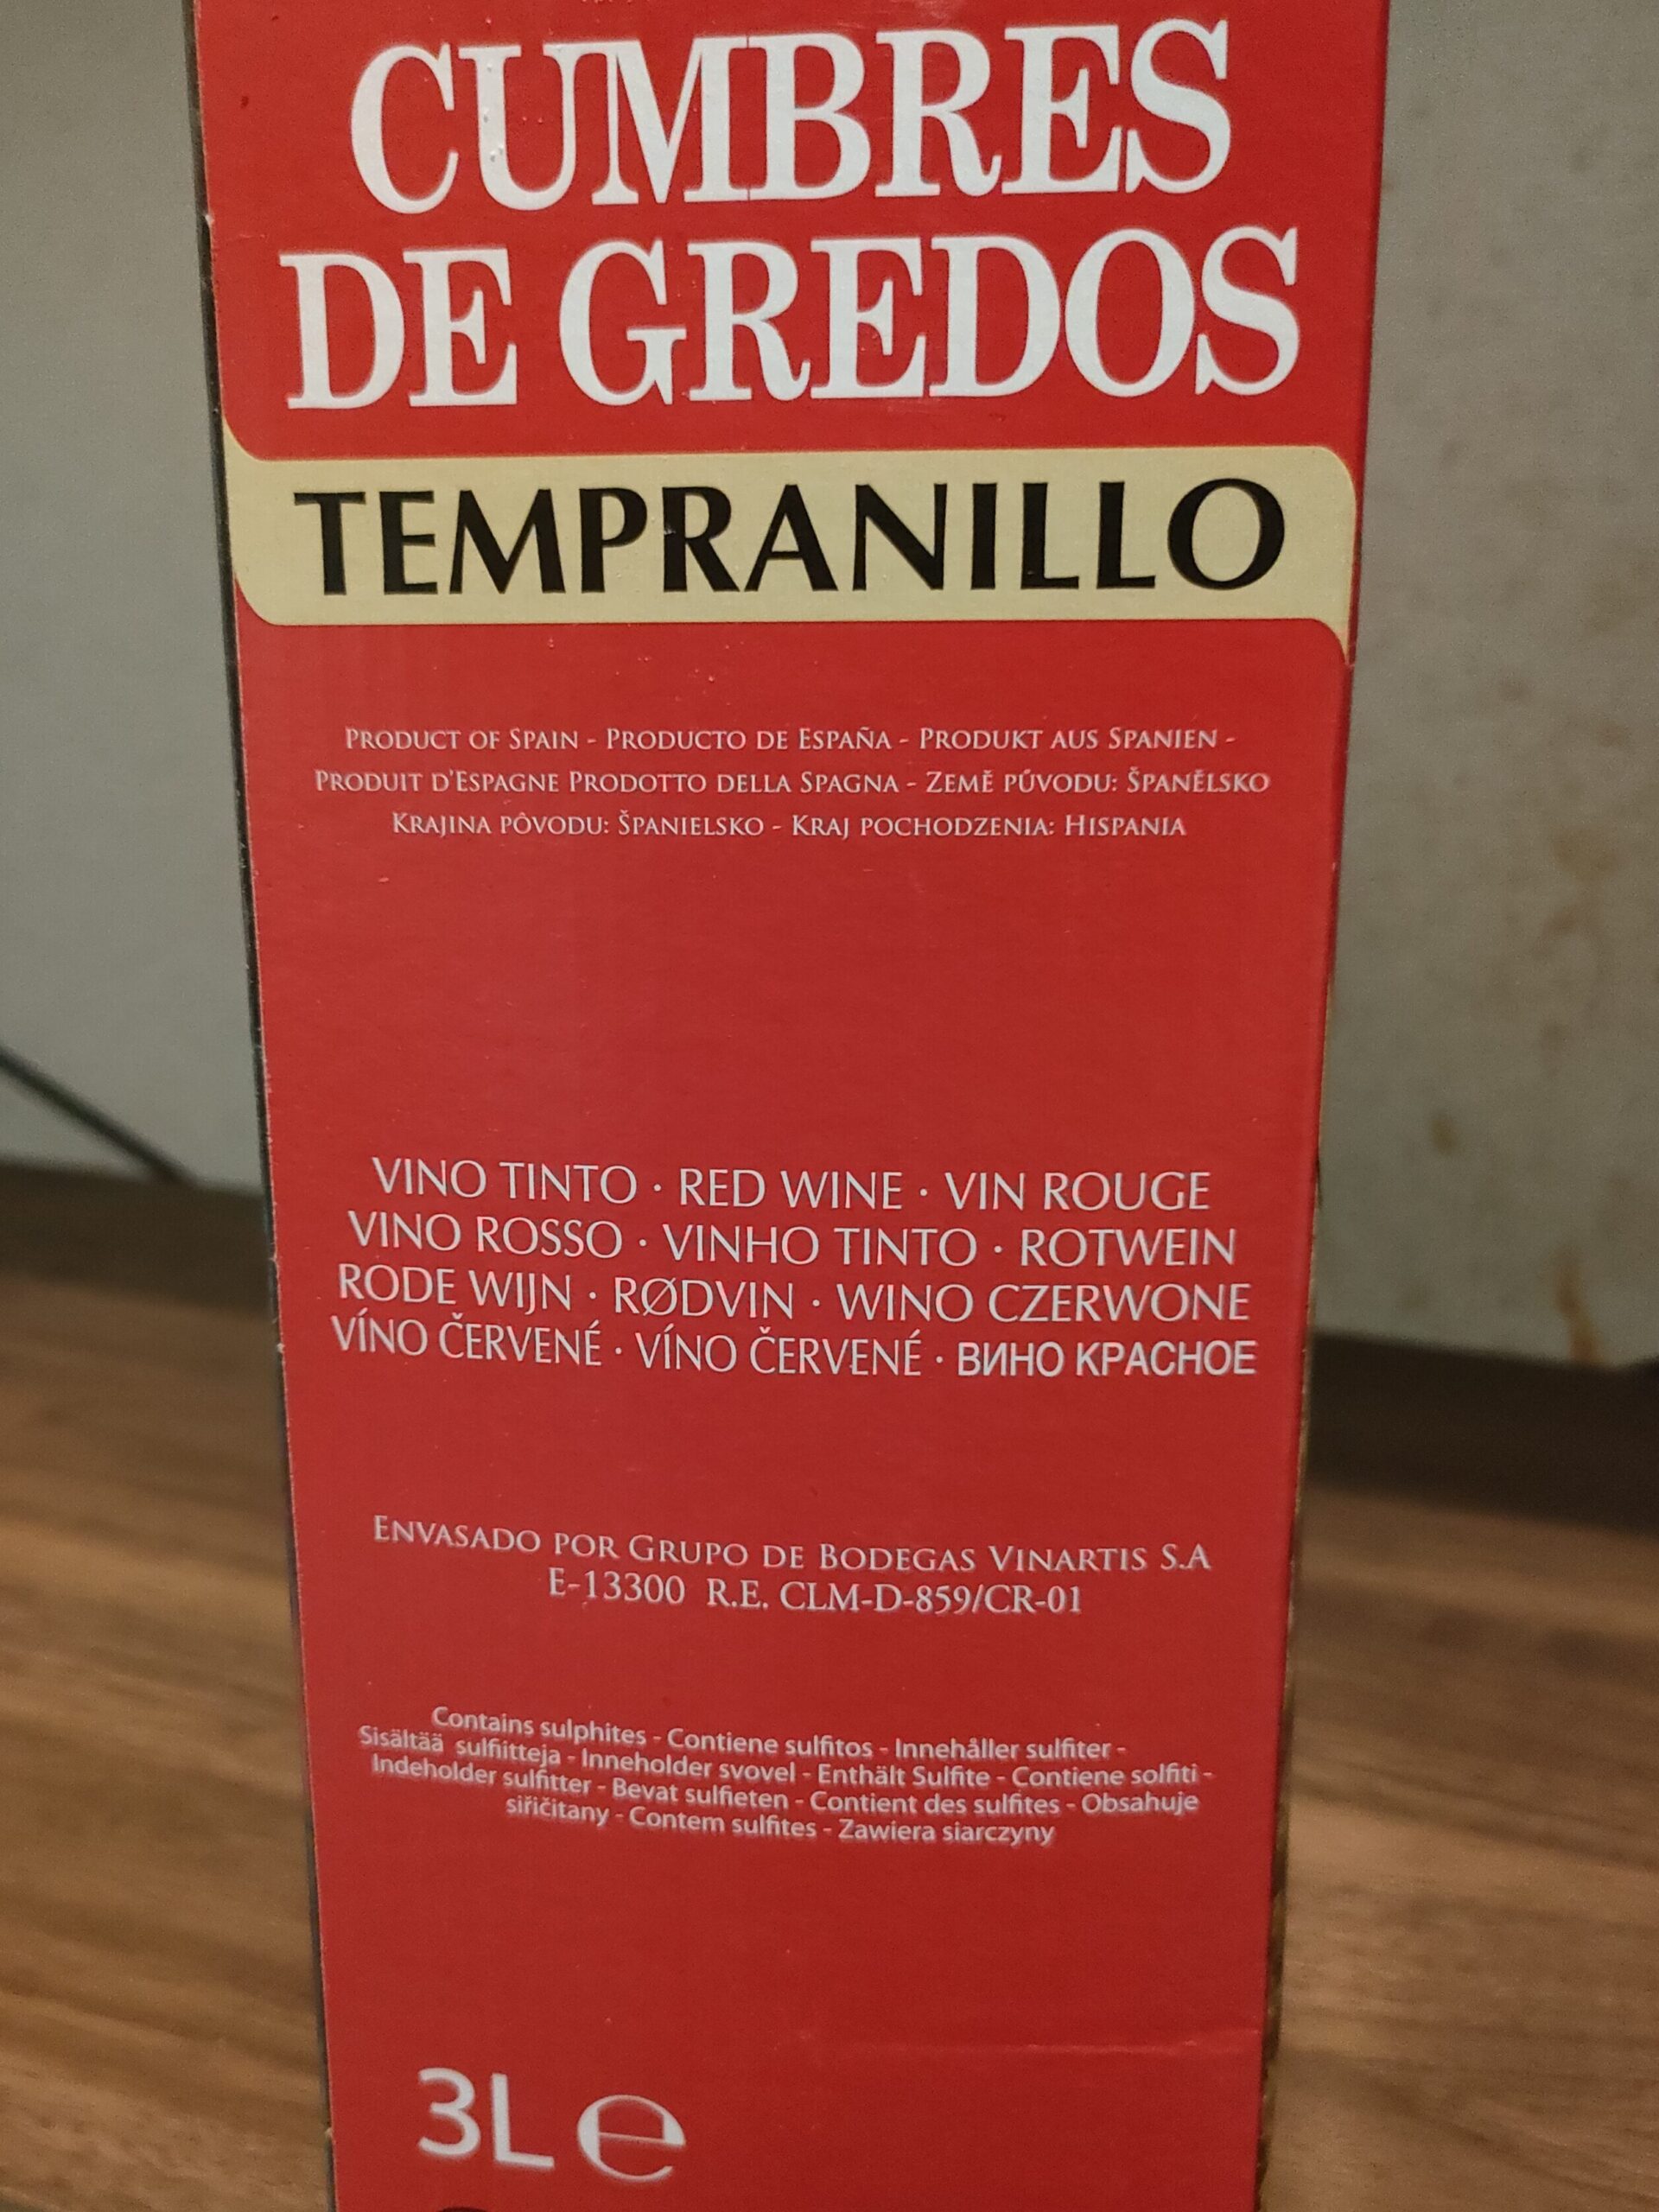 CUMBRES
DE GREDOS
TEMPRANILLO
PRODUCT OF SPAIN - PRODUCTO DE ESPAÑA - PRODUKT AUS SPANIEN -
PRODUIT D'ESPAGNE PRODOTTO DELLA SPAGNA - ZEMĚ PŮVODU: ŠPANĚLSKO
KRAJINA PÔVODU: ŠPANIELSKO - KRAJ POCHODZENIA: HISPANIA
VINO TINTO · RED WINE · VIN ROUGE
VINO ROSSO · VINHO TINTO · ROTWEIN
RODE WIJN · RØDVIN · WINO CZERWONE
VÍNO ČERVENÉ · VÍNO ČERVENÉ · ВИНО КРАСНОЕ
ENVASADO POR GRUPO DE BODEGAS VINARTIS S.A
E-13300 R.E. CLM-D-859/CR-01
Contains sulphites - Contiene sulfitos - Innehåller sulfiter -
Sisältää sulfiitteja - Inneholder svovel - Enthält Sulfite - Contiene solfiti -
Indeholder sulfitter - Bevat sulfieten - Contient des sulfites - Obsahuje
siřičitany - Contem sulfites - Zawiera siarczyny
3L e